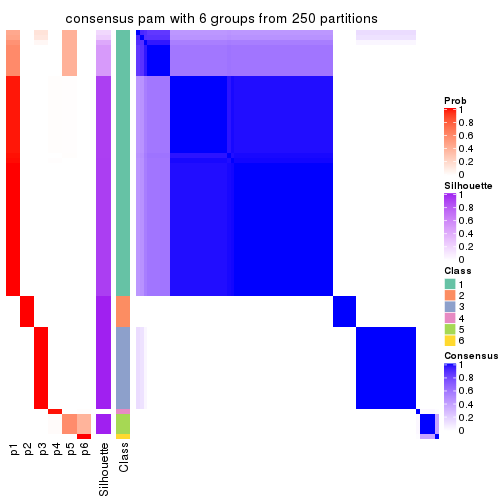 consensus pam with 6 groups from 250 partitions
Prob
1
0.8
0.6
0.4
0.2
0
Silhouette
1
0.8
0.6
0.4
0.2
0
Class
1
2
3
4
5
6
Consensus
1
0.8
0.6
0.4
0.2
0
p1
p2
p3
p4
p5
p6
Silhouette
Class